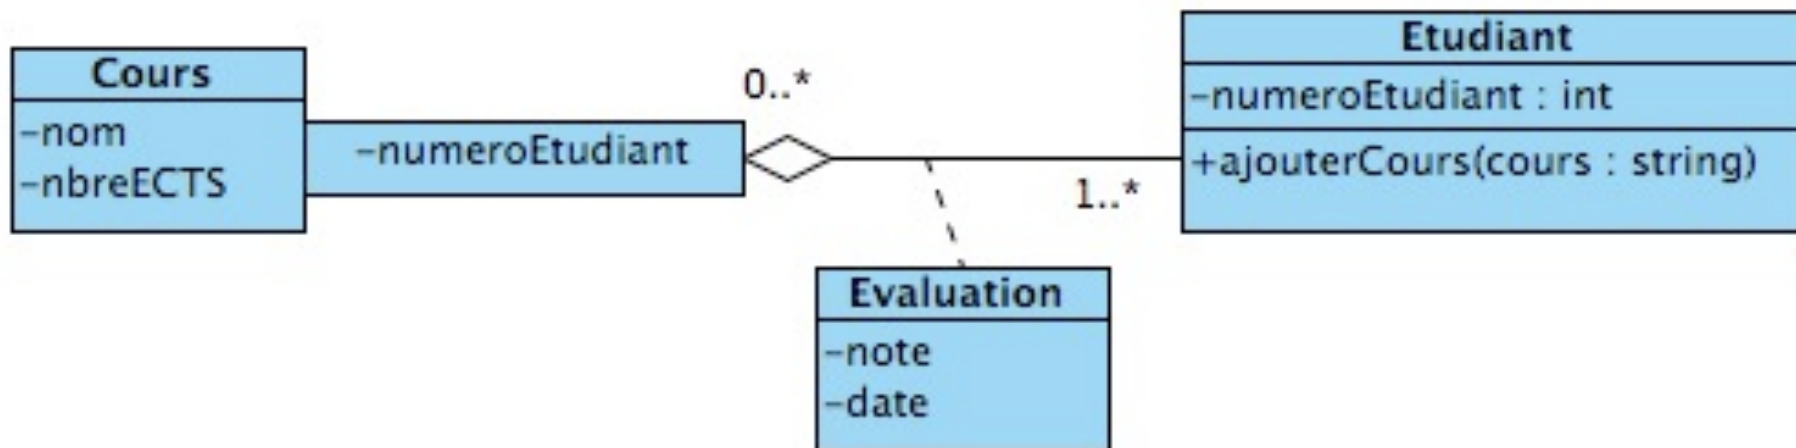 Cours
-nom
-nbreECTS
-numeroEtudiant
0..*
1..*
Etudiant
-numeroEtudiant : int
+ajouterCours(cours : string)
Evaluation
-note
-date